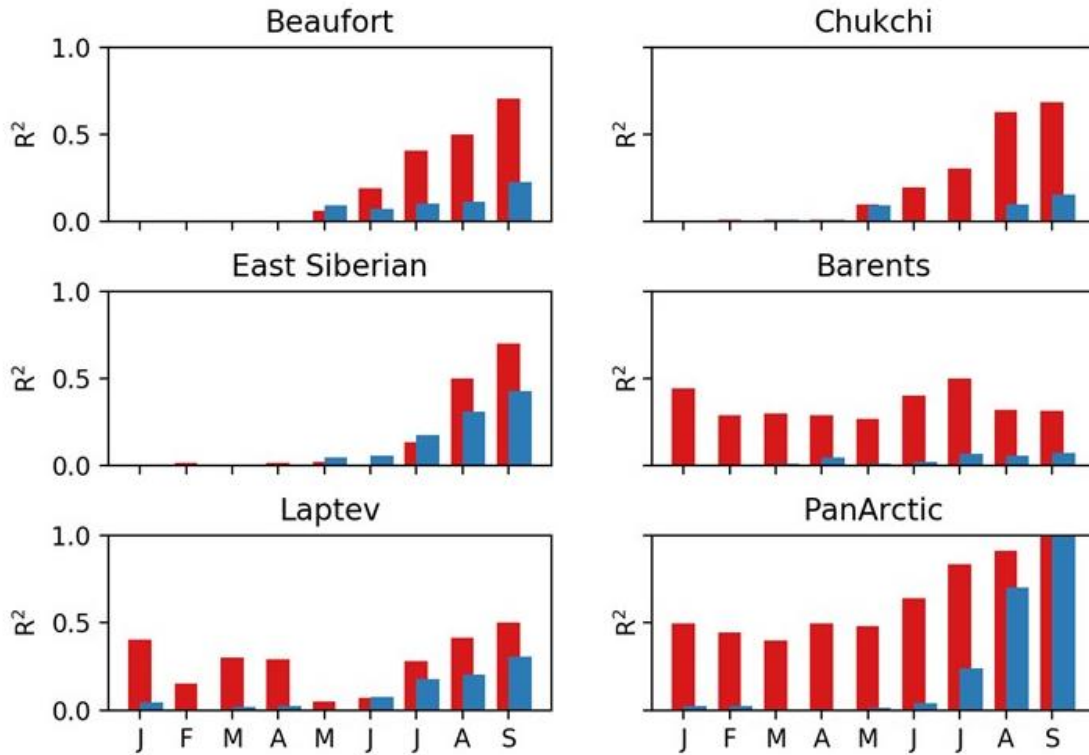 Beaufort
Chukchi
1.0
0.5
0.0
R²
R²
East Siberian
Barents
1.0
0.5
0.0
R²
R²
Laptev
PanArctic
1.0
0.5
0.0
R²
R²
J F M A M J J A S
J F M A M J J A S